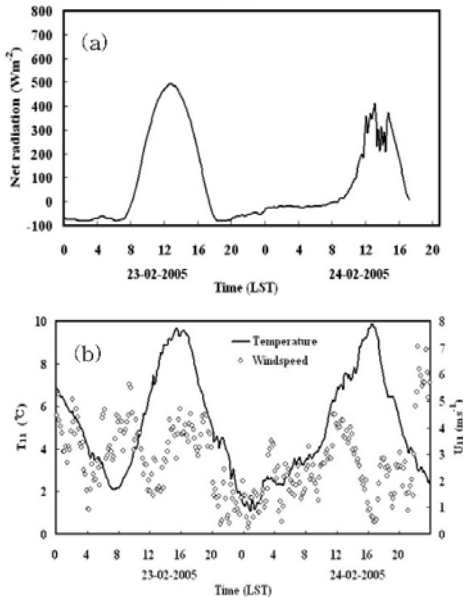 800
(a)
700
600
500
400
300
200
100
0
-100
Net radiation (Wm-2)
0 4 8 12 16 20 0 4 8 12 16 20
23-02-2005 24-02-2005
Time (LST)
10 8
(b)
Temperature
Windspeed
8 7
6
6 5
4
4 3
2 2
1
0 0
T11 (℃)
U11 (m s-1)
0 4 8 12 16 20 0 4 8 12 16 20
23-02-2005 24-02-2005
Time (LST)